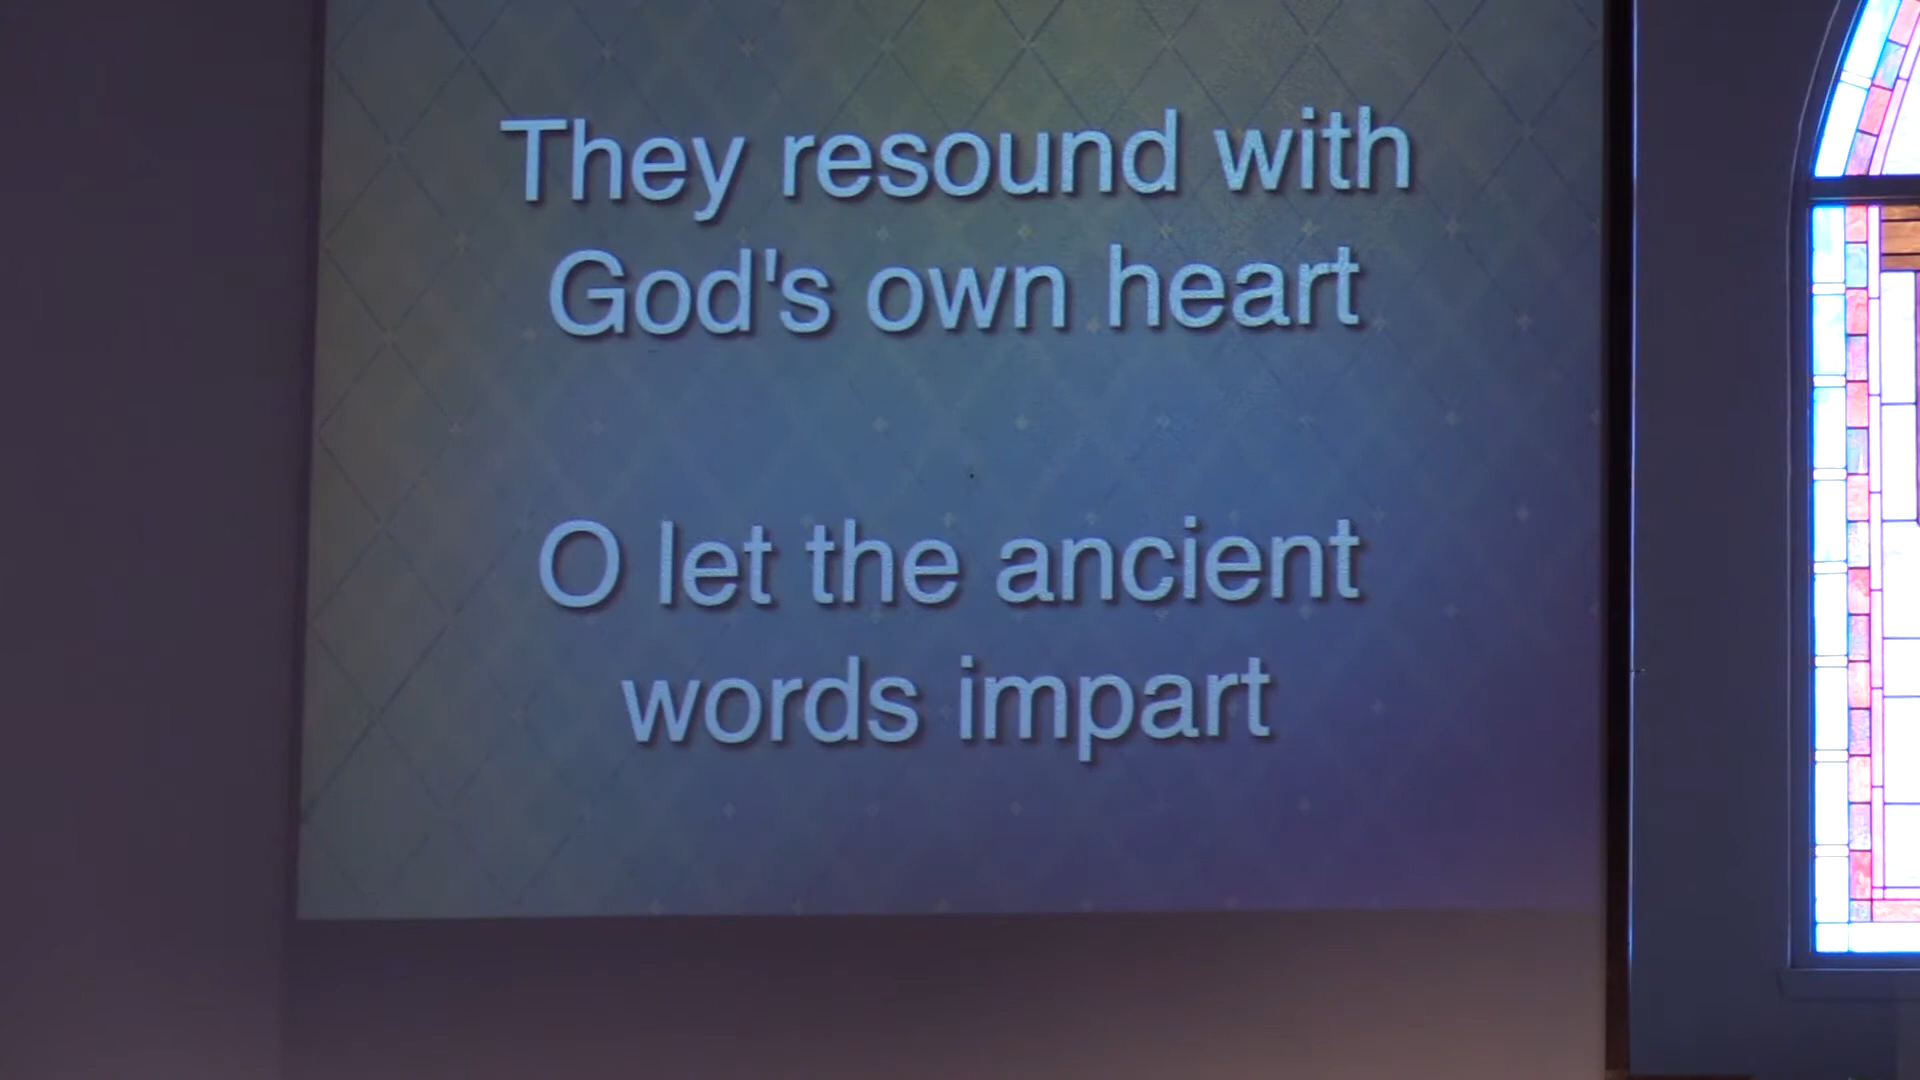 They resound with
God's own heart
O let the ancient
words impart